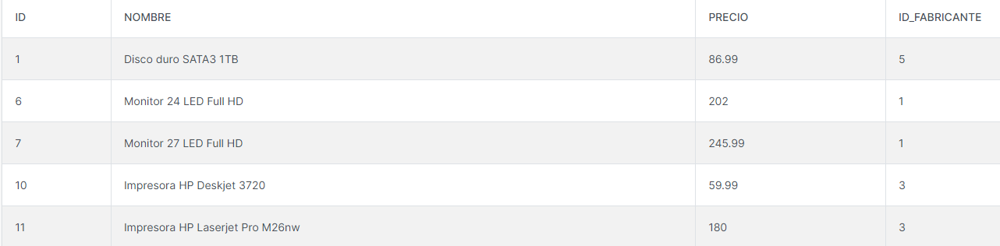 ID NOMBRE PRECIO ID_FABRICANTE
1 Disco duro SATA3 1TB 86.99 5
6 Monitor 24 LED Full HD 202 1
7 Monitor 27 LED Full HD 245.99 1
10 Impresora HP Deskjet 3720 59.99 3
11 Impresora HP Laserjet Pro M26nw 180 3